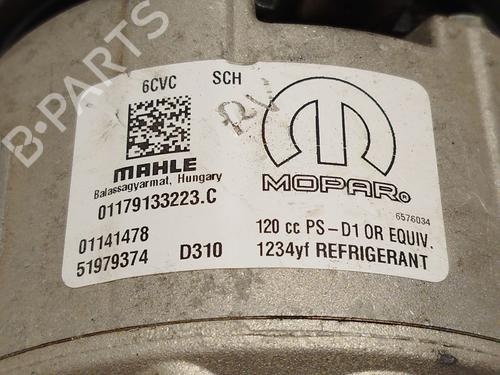 6CVC SCH
MAHLE
Balassagyarmat, Hungary
MOPAR®
01179133223.C
6576034
01141478
120 cc PS-D1 OR EQUIV.
51979374 D310
1234yf REFRIGERANT
B-PARTS